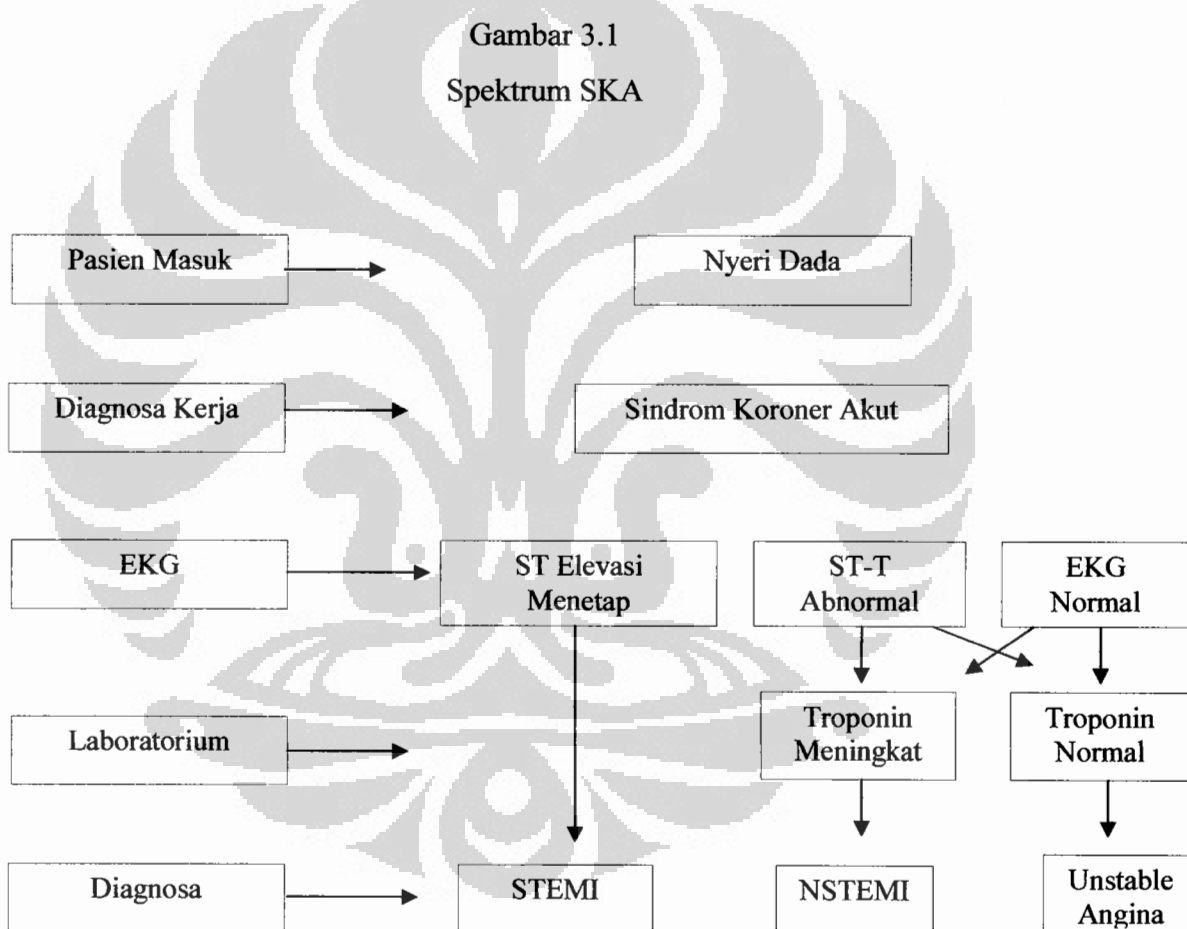 Gambar 3.1
Spektrum SKA
Pasien Masuk
Nyeri Dada
Diagnosa Kerja
Sindrom Koroner Akut
EKG
ST Elevasi
Menetap
ST-T
Abnormal
EKG
Normal
Laboratorium
Troponin
Meningkat
Troponin
Normal
Diagnosa
STEMI
NSTEMI
Unstable
Angina